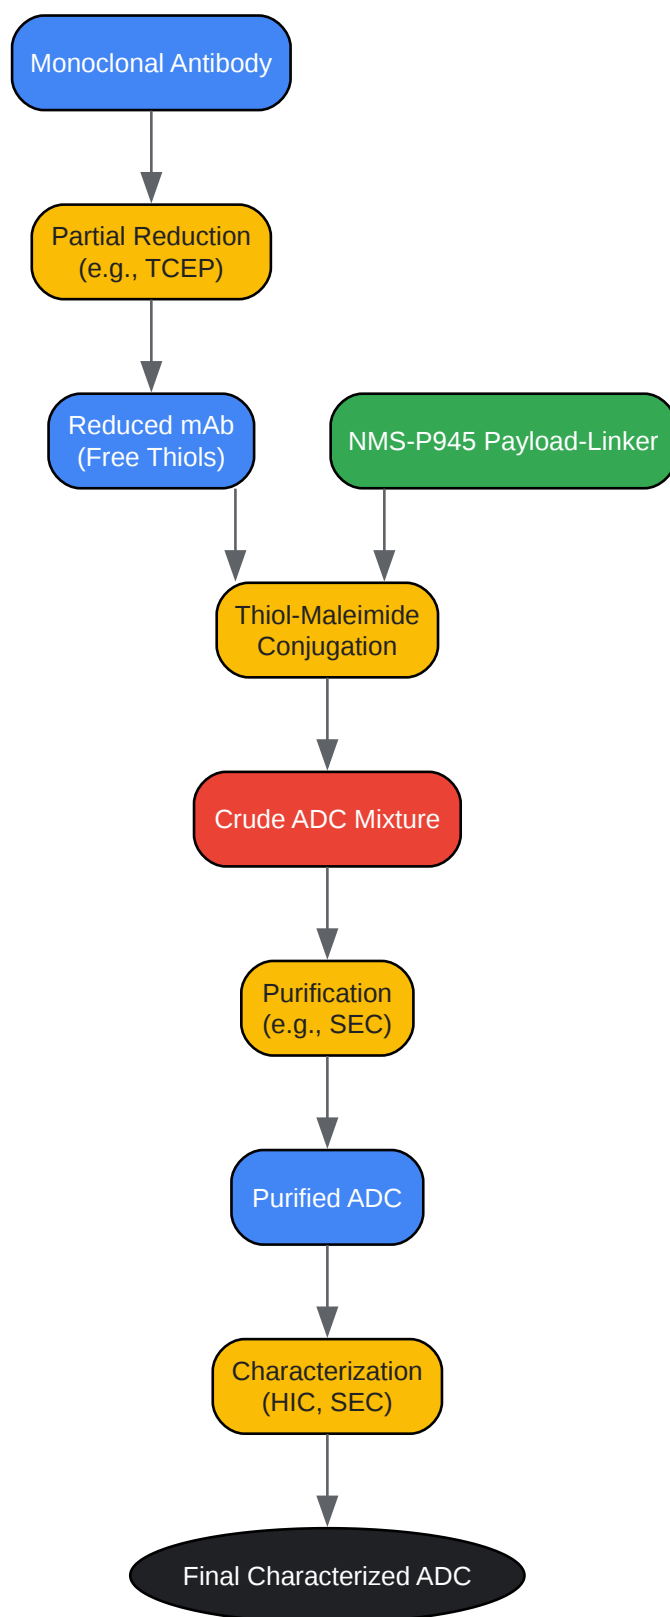 Monoclonal Antibody
Partial Reduction
(e.g., TCEP)
Reduced mAb
(Free Thiols)
NMS-P945 Payload-Linker
Thiol-Maleimide
Conjugation
Crude ADC Mixture
Purification
(e.g., SEC)
Purified ADC
Characterization
(HIC, SEC)
Final Characterized ADC